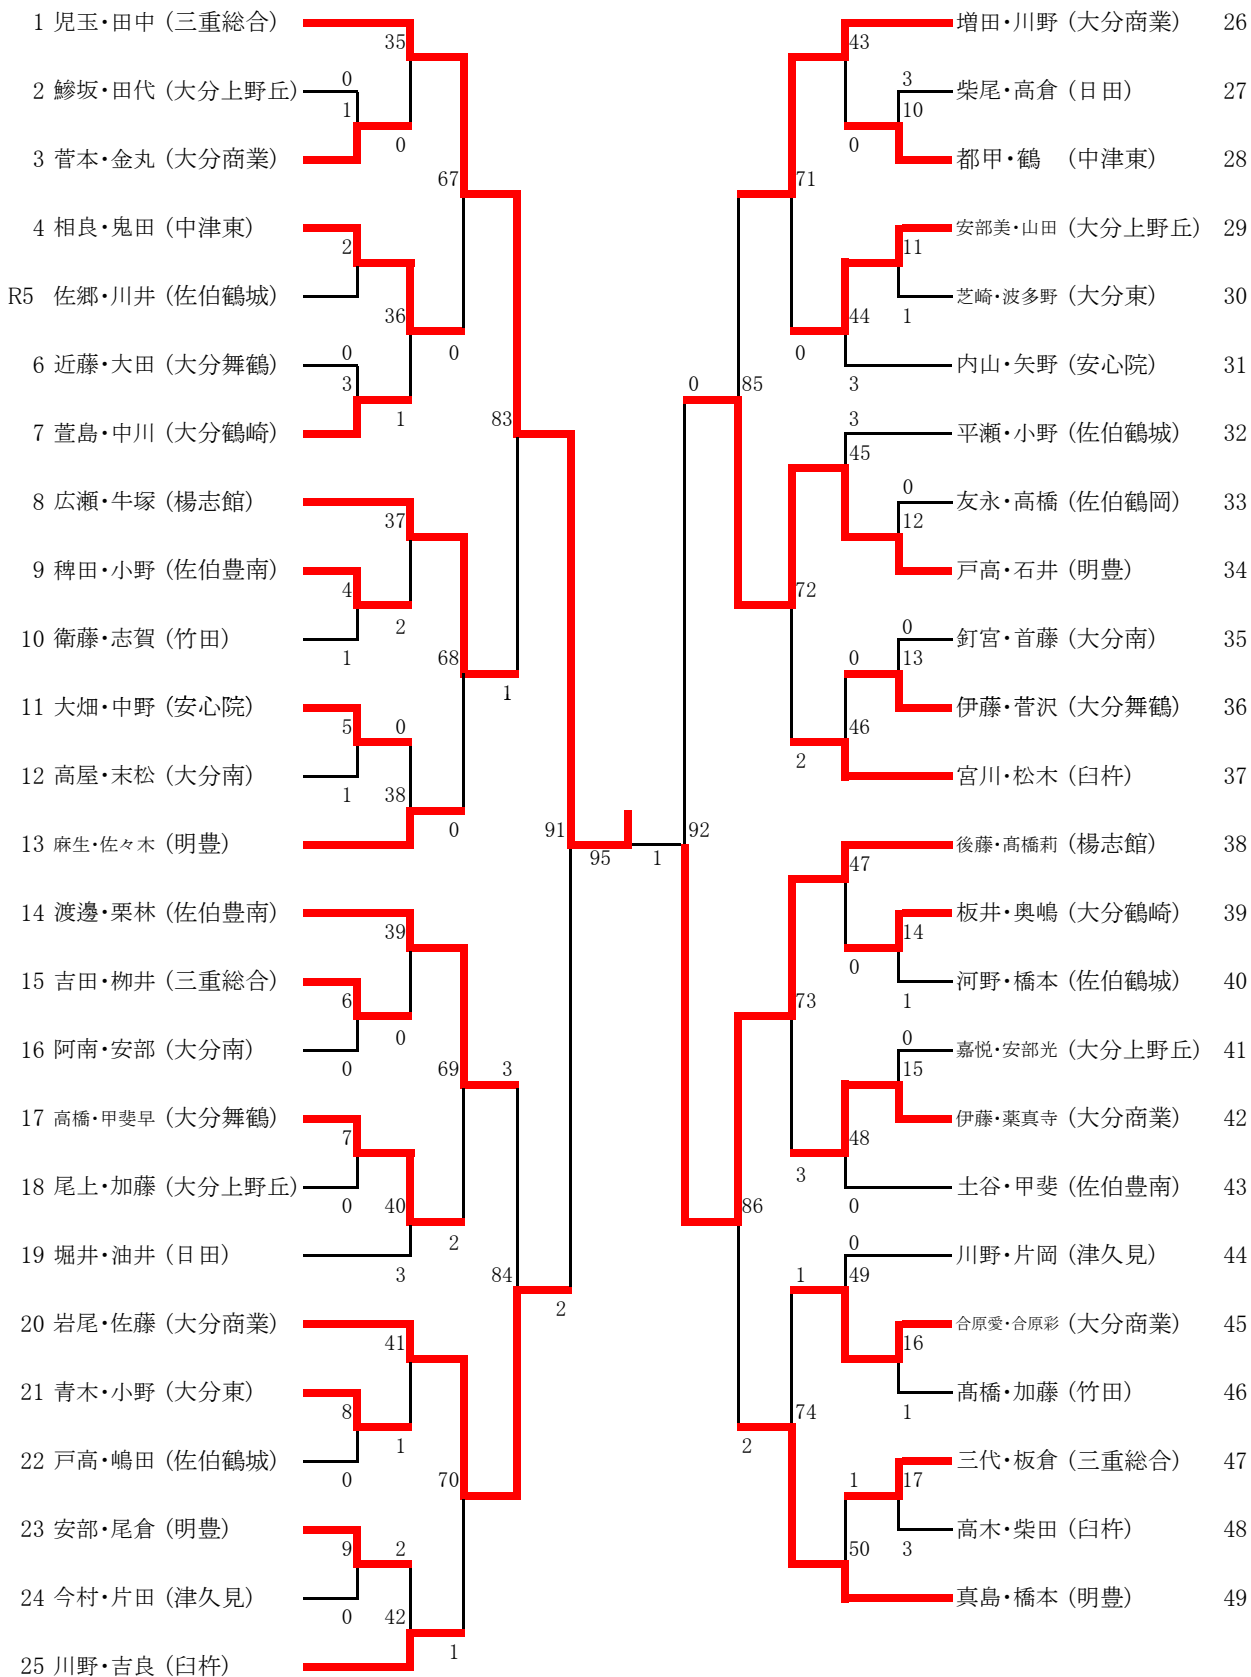 1 児玉・田中 (三重総合)
35
2 鰺坂・田代 (大分上野丘)
0
1
3 菅本・金丸 (大分商業)
0
67
4 相良・鬼田 (中津東)
2
R5 佐郷・川井 (佐伯鶴城)
36
0
6 近藤・大田 (大分舞鶴)
0
3
7 萱島・中川 (大分鶴崎)
1
83
8 広瀬・牛塚 (楊志館)
37
9 稗田・小野 (佐伯豊南)
4
2
10 衛藤・志賀 (竹田)
1
68
1
11 大畑・中野 (安心院)
5
0
12 高屋・末松 (大分南)
1
38
0
13 麻生・佐々木 (明豊)
91
95
14 渡邊・栗林 (佐伯豊南)
39
15 吉田・栁井 (三重総合)
6
0
16 阿南・安部 (大分南)
0
69
3
17 高橋・甲斐早 (大分舞鶴)
7
18 尾上・加藤 (大分上野丘)
0
40
2
19 堀井・油井 (日田)
3
84
2
20 岩尾・佐藤 (大分商業)
41
21 青木・小野 (大分東)
8
1
22 戸高・嶋田 (佐伯鶴城)
0
70
23 安部・尾倉 (明豊)
9
2
24 今村・片田 (津久見)
0
42
1
25 川野・吉良 (臼杵)
増田・川野 (大分商業) 26
43
柴尾・高倉 (日田) 27
3
10
都甲・鶴 (中津東) 28
0
71
安部美・山田 (大分上野丘) 29
11
芝崎・波多野 (大分東) 30
1
44
0
内山・矢野 (安心院) 31
3
0
85
平瀬・小野 (佐伯鶴城) 32
3
45
友永・高橋 (佐伯鶴岡) 33
0
12
戸高・石井 (明豊) 34
72
釘宮・首藤 (大分南) 35
0
13
0
伊藤・菅沢 (大分舞鶴) 36
46
2
宮川・松木 (臼杵) 37
92
1
後藤・髙橋莉 (楊志館) 38
47
板井・奥嶋 (大分鶴崎) 39
14
0
河野・橋本 (佐伯鶴城) 40
1
73
嘉悦・安部光 (大分上野丘) 41
0
15
伊藤・薬真寺 (大分商業) 42
48
3
土谷・甲斐 (佐伯豊南) 43
0
86
川野・片岡 (津久見) 44
0
49
1
合原愛・合原彩 (大分商業) 45
16
髙橋・加藤 (竹田) 46
1
74
2
三代・板倉 (三重総合) 47
17
1
高木・柴田 (臼杵) 48
3
50
真島・橋本 (明豊) 49